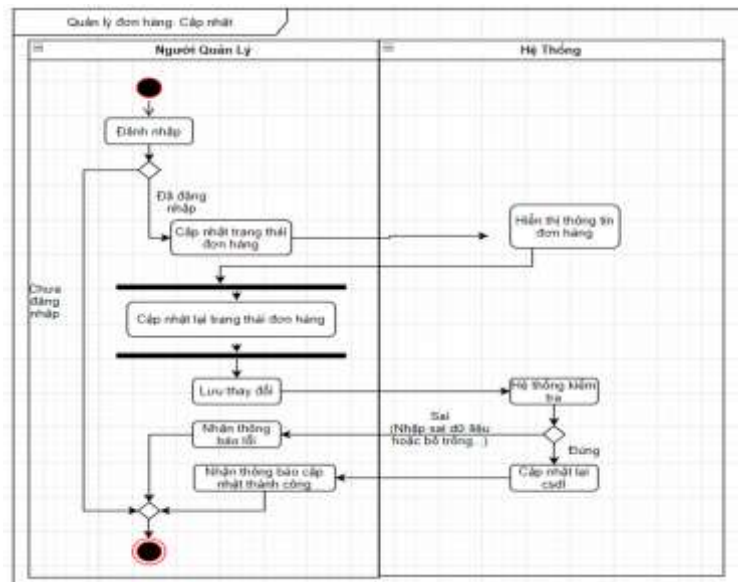 Quản lý đơn hàng: Cập nhật
Người Quản Lý
Hệ Thống
Đănh nhập
Đã đăng
nhập
Cập nhật trạng thái
đơn hàng
Hiển thị thông tin
đơn hàng
Chưa
đăng
nhập
Cập nhật lại trạng thái đơn hàng
Lưu thay đổi
Hệ thống kiểm
tra
Sai
(Nhập sai dữ liệu
hoặc bỏ trống...)
Nhận thông
báo lỗi
Đúng
Nhận thông báo cập
nhật thành công
Cập nhật lại
csdl